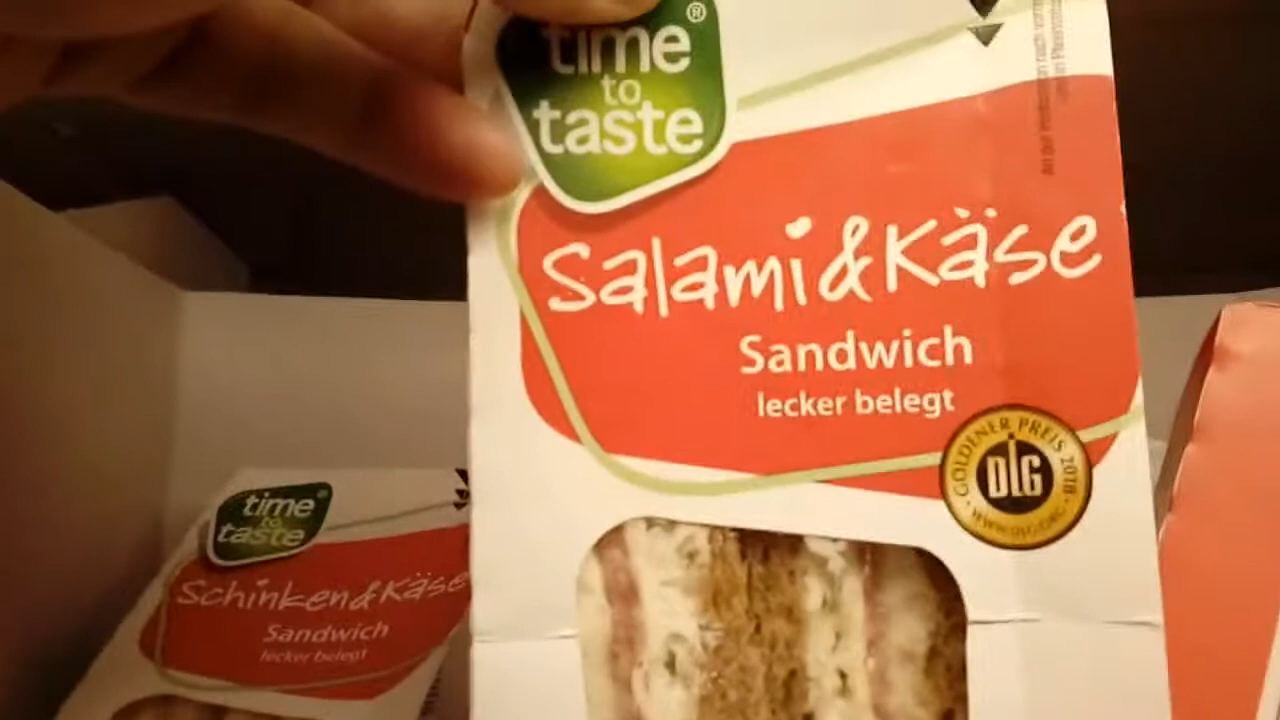 time®
to
taste
Salami&Käse
Sandwich
lecker belegt
GOLDENER PREIS 2018
DLG
WWW.DLG.ORG
time®
to
taste
Schinken&Käse
Sandwich
lecker belegt